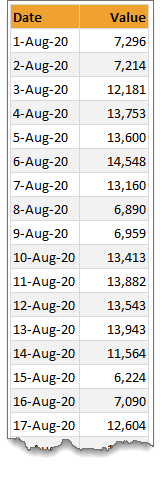 Date Value
1-Aug-20 7,296
2-Aug-20 7,214
3-Aug-20 12,181
4-Aug-20 13,753
5-Aug-20 13,600
6-Aug-20 14,548
7-Aug-20 13,160
8-Aug-20 6,890
9-Aug-20 6,959
10-Aug-20 13,413
11-Aug-20 13,882
12-Aug-20 13,543
13-Aug-20 13,943
14-Aug-20 11,564
15-Aug-20 6,224
16-Aug-20 7,090
17-Aug-20 12,604